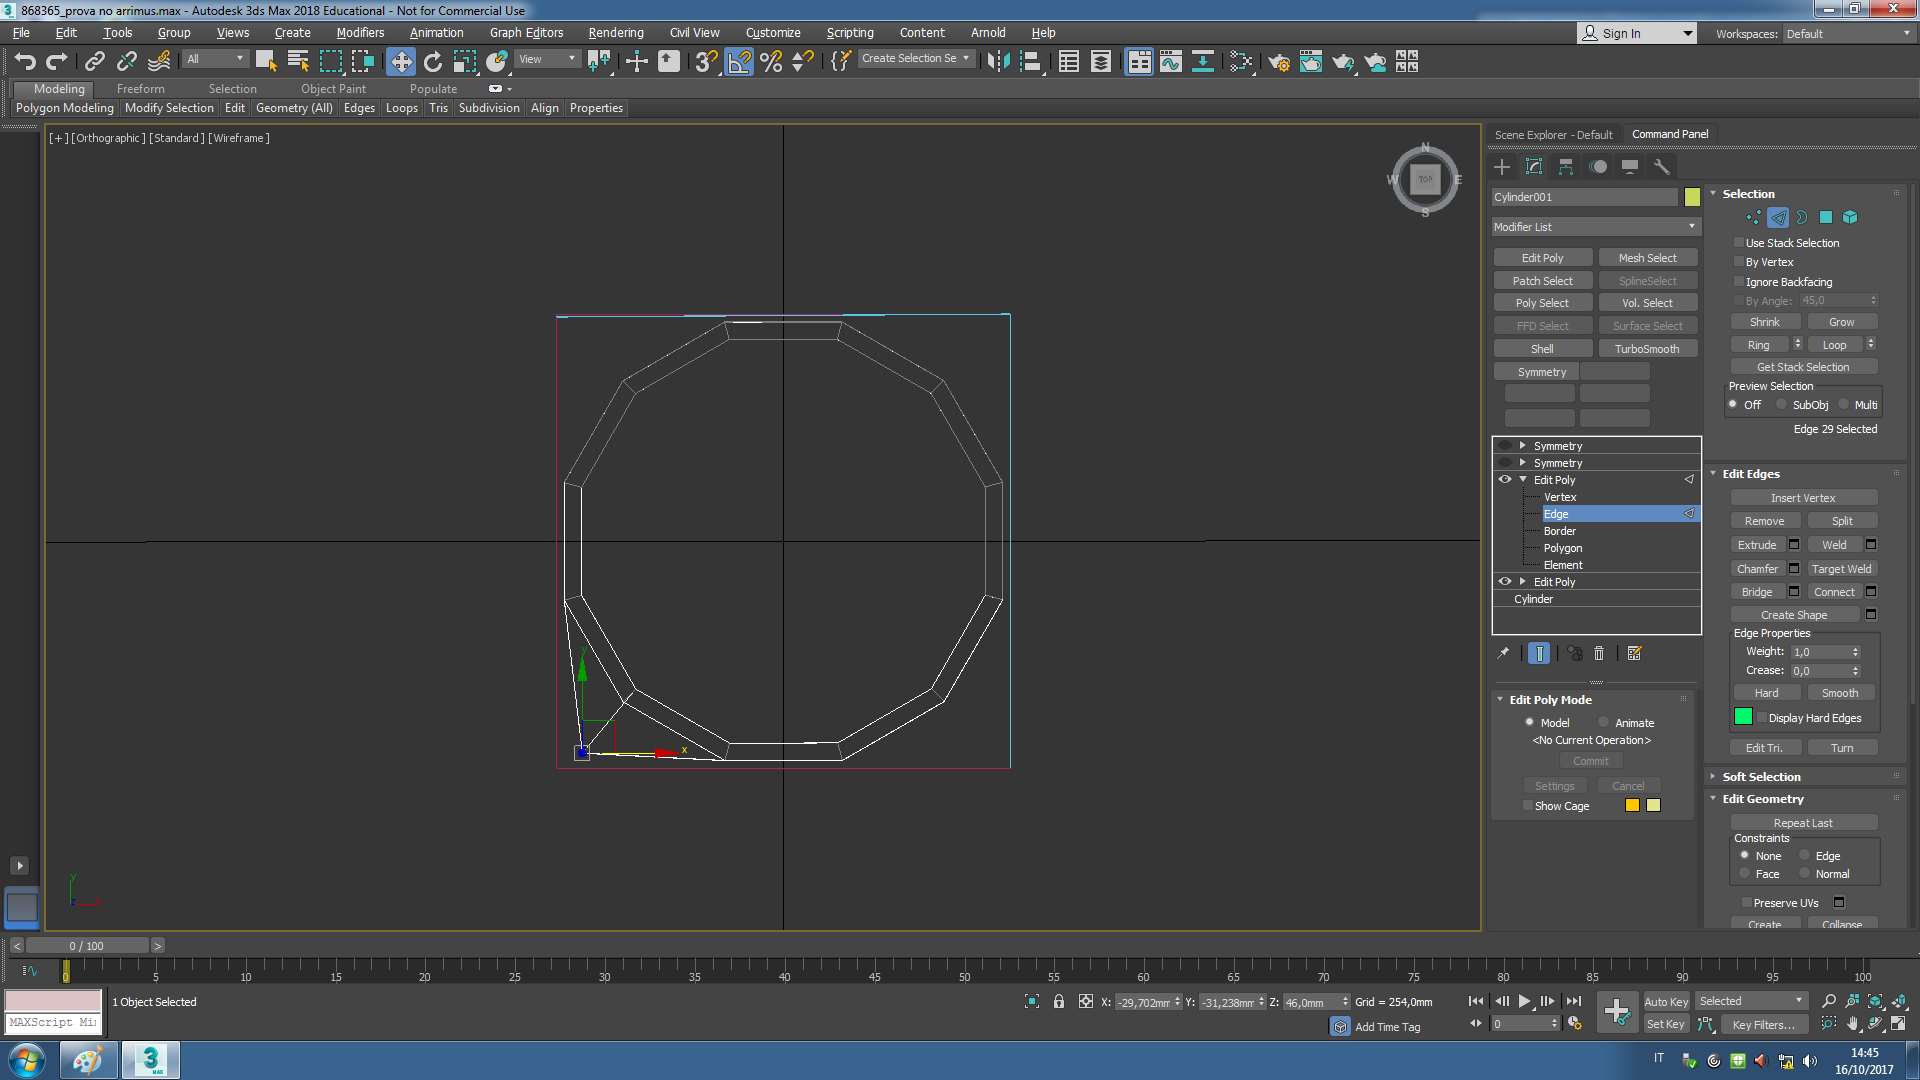 868365_prova no arrimus.max - Autodesk 3ds Max 2018 Educational - Not for Commercial Use
File Edit Tools Group Views Create Modifiers Animation Graph Editors Rendering Civil View Customize Scripting Content Arnold Help
Sign In Workspaces: Default
All View Create Selection Se
Modeling Freeform Selection Object Paint Populate
Polygon Modeling Modify Selection Edit Geometry (All) Edges Loops Tris Subdivision Align Properties
[+] [Orthographic] [Standard] [Wireframe]
N
W TOP E
S
y
x
y
Scene Explorer - Default Command Panel
Cylinder001
Modifier List
Edit Poly Mesh Select
Patch Select SplineSelect
Poly Select Vol. Select
FFD Select Surface Select
Shell TurboSmooth
Symmetry
Symmetry
Symmetry
Edit Poly
Vertex
Edge
Border
Polygon
Element
Edit Poly
Cylinder
Edit Poly Mode
Model Animate
<No Current Operation>
Commit
Settings Cancel
Show Cage
Selection
Use Stack Selection
By Vertex
Ignore Backfacing
By Angle: 45,0
Shrink Grow
Ring Loop
Get Stack Selection
Preview Selection
Off SubObj Multi
Edge 29 Selected
Edit Edges
Insert Vertex
Remove Split
Extrude Weld
Chamfer Target Weld
Bridge Connect
Create Shape
Edge Properties
Weight: 1,0
Crease: 0,0
Hard Smooth
Display Hard Edges
Edit Tri. Turn
Soft Selection
Edit Geometry
Repeat Last
Constraints
None Edge
Face Normal
Preserve UVs
Create Collapse
< 0 / 100 >
0 5 10 15 20 25 30 35 40 45 50 55 60 65 70 75 80 85 90 95 100
1 Object Selected
X: -29,702mm Y: -31,238mm Z: 46,0mm Grid = 254,0mm
Auto Key Selected
MAXScript Mi
Add Time Tag
0
Set Key Key Filters...
3
MAX
IT
14:45
16/10/2017